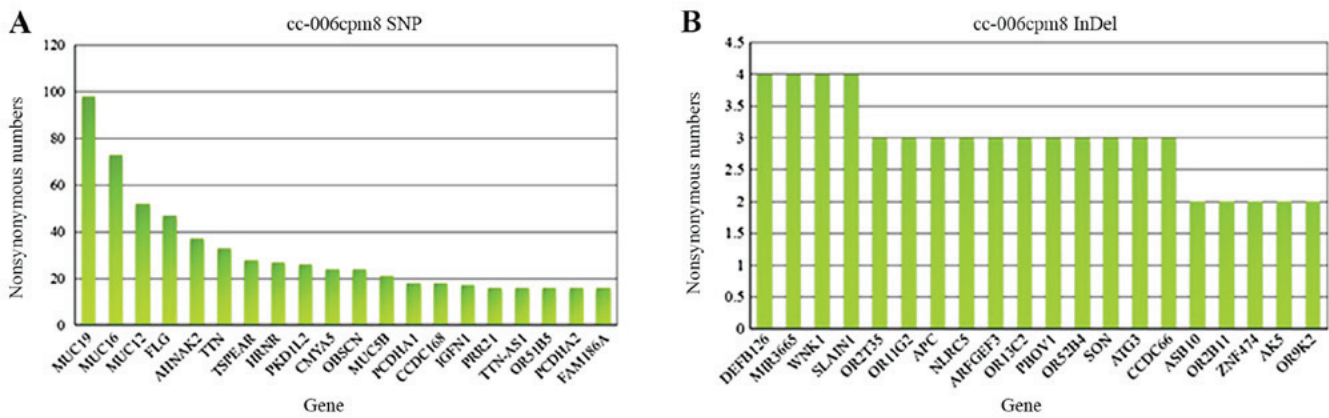 A
cc-006cpm8 SNP
Nonsynonymous numbers
120
100
80
60
40
20
0
MUC19
MUC16
MUC12
FLG
AHNAK2
TTN
TSPEAR
HRNR
PKD1L2
CMYA5
OBSCN
MUC5B
PCDHA1
CCDC168
IGFN1
PRR21
TTN-AS1
OR51B5
PCDHA2
FAM186A
Gene
B
cc-006cpm8 InDel
Nonsynonymous numbers
4.5
4
3.5
3
2.5
2
1.5
1
0.5
0
DEFB126
MIR3665
WNK1
SLAIN1
OR2T35
OR11G2
APC
NLRC5
ARFGEF3
OR13C2
PROV1
OR52B4
SON
ATG3
CCDC66
ASB10
OR2B11
ZNF474
AK5
OR9K2
Gene